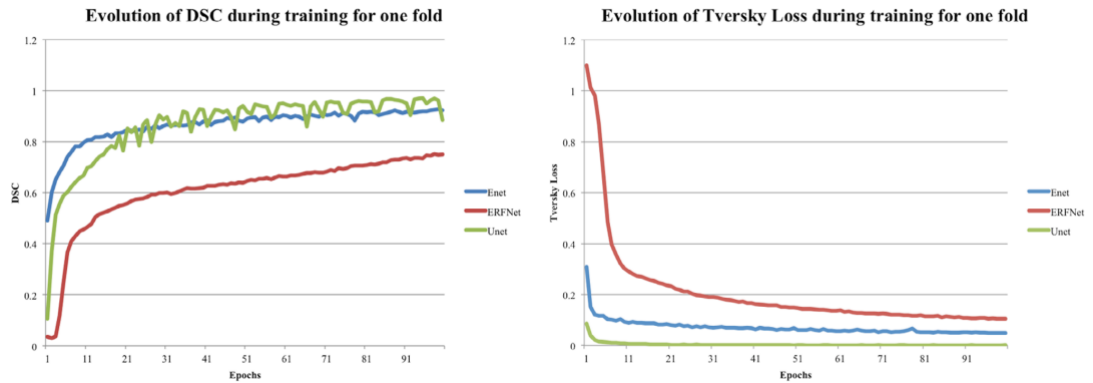 Evolution of DSC during training for one fold
1.2
1
0.8
0.6
0.4
0.2
0
DSC
1 11 21 31 41 51 61 71 81 91
Epochs
Enet
ERFNet
Unet
Evolution of Tversky Loss during training for one fold
1.2
1
0.8
0.6
0.4
0.2
0
Tversky Loss
1 11 21 31 41 51 61 71 81 91
Epochs
Enet
ERFNet
Unet